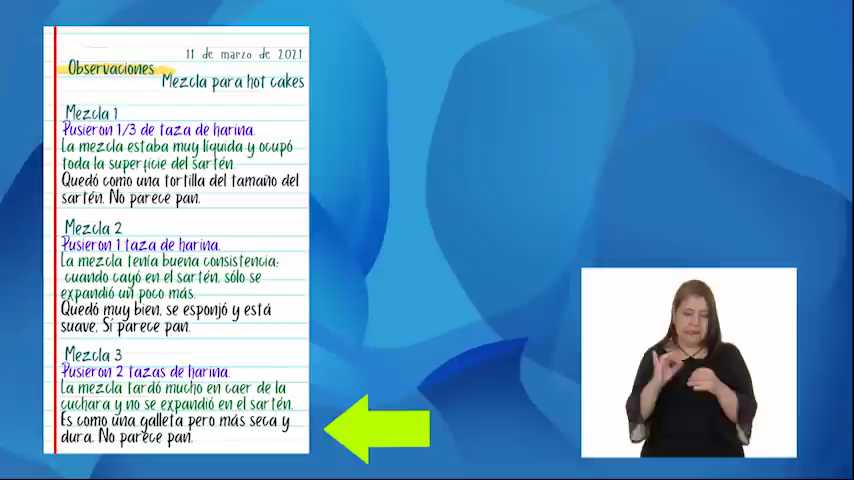 11 de marzo de 2021
Observaciones
Mezcla para hot cakes
Mezcla 1
Pusieron 1/3 de taza de harina.
La mezcla estaba muy líquida y ocupó
toda la superficie del sartén.
Quedó como una tortilla del tamaño del
sartén. No parece pan.
Mezcla 2
Pusieron 1 taza de harina.
La mezcla tenía buena consistencia;
cuando cayó en el sartén, sólo se
expandió un poco más.
Quedó muy bien, se esponjó y está
suave. Sí parece pan.
Mezcla 3
Pusieron 2 tazas de harina.
La mezcla tardó mucho en caer de la
cuchara y no se expandió en el sartén.
Es como una galleta pero más seca y
dura. No parece pan.